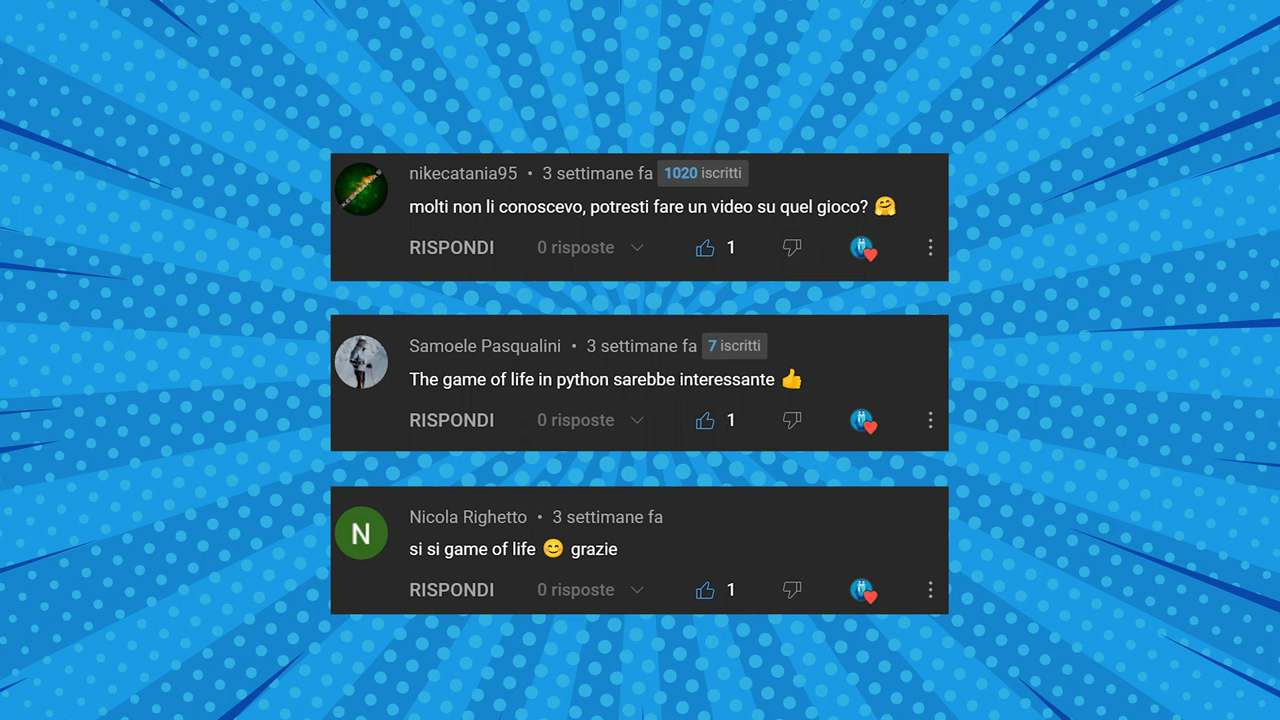 nikecatania95 • 3 settimane fa 1020 iscritti
molti non li conoscevo, potresti fare un video su quel gioco? 🤗
RISPONDI 0 risposte 1
Samoele Pasqualini • 3 settimane fa 7 iscritti
The game of life in python sarebbe interessante 👍
RISPONDI 0 risposte 1
N
Nicola Righetto • 3 settimane fa
si si game of life 😊 grazie
RISPONDI 0 risposte 1